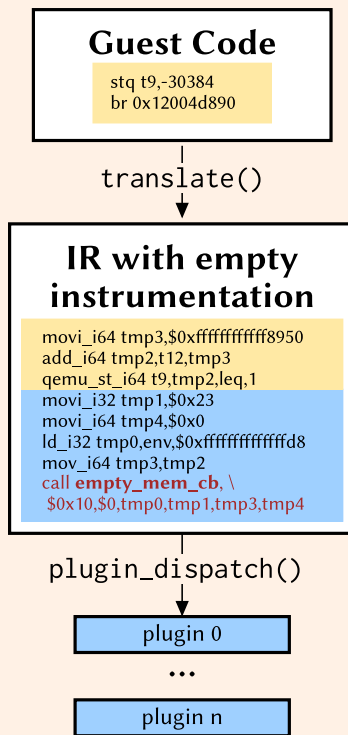 Guest Code
stq t9,-30384
br 0x12004d890
translate()
IR with empty
instrumentation
movi_i64 tmp3,$0xffffffffffff8950
add_i64 tmp2,t12,tmp3
qemu_st_i64 t9,tmp2,leq,1
movi_i32 tmp1,$0x23
movi_i64 tmp4,$0x0
ld_i32 tmp0,env,$0xffffffffffffffd8
mov_i64 tmp3,tmp2
call empty_mem_cb, \
$0x10,$0,tmp0,tmp1,tmp3,tmp4
plugin_dispatch()
plugin 0
...
plugin n